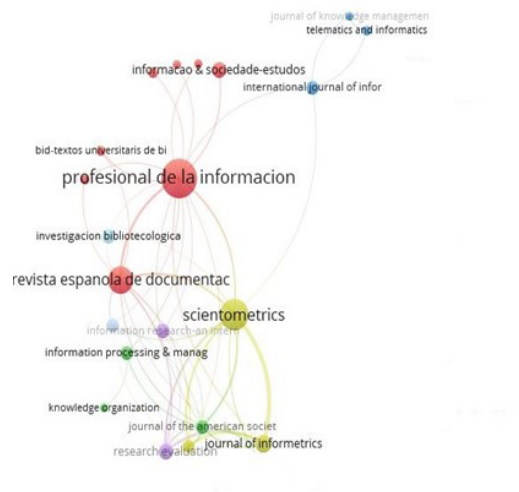 journal of knowledge managemen
telematics and informatics
informacao & sociedade-estudos
international journal of infor
bid-textos universitaris de bi
profesional de la informacion
investigacion bibliotecologica
revista espanola de documentac
scientometrics
information research-an intern
information processing & manag
knowledge organization
journal of the american societ
journal of informetrics
research evaluation